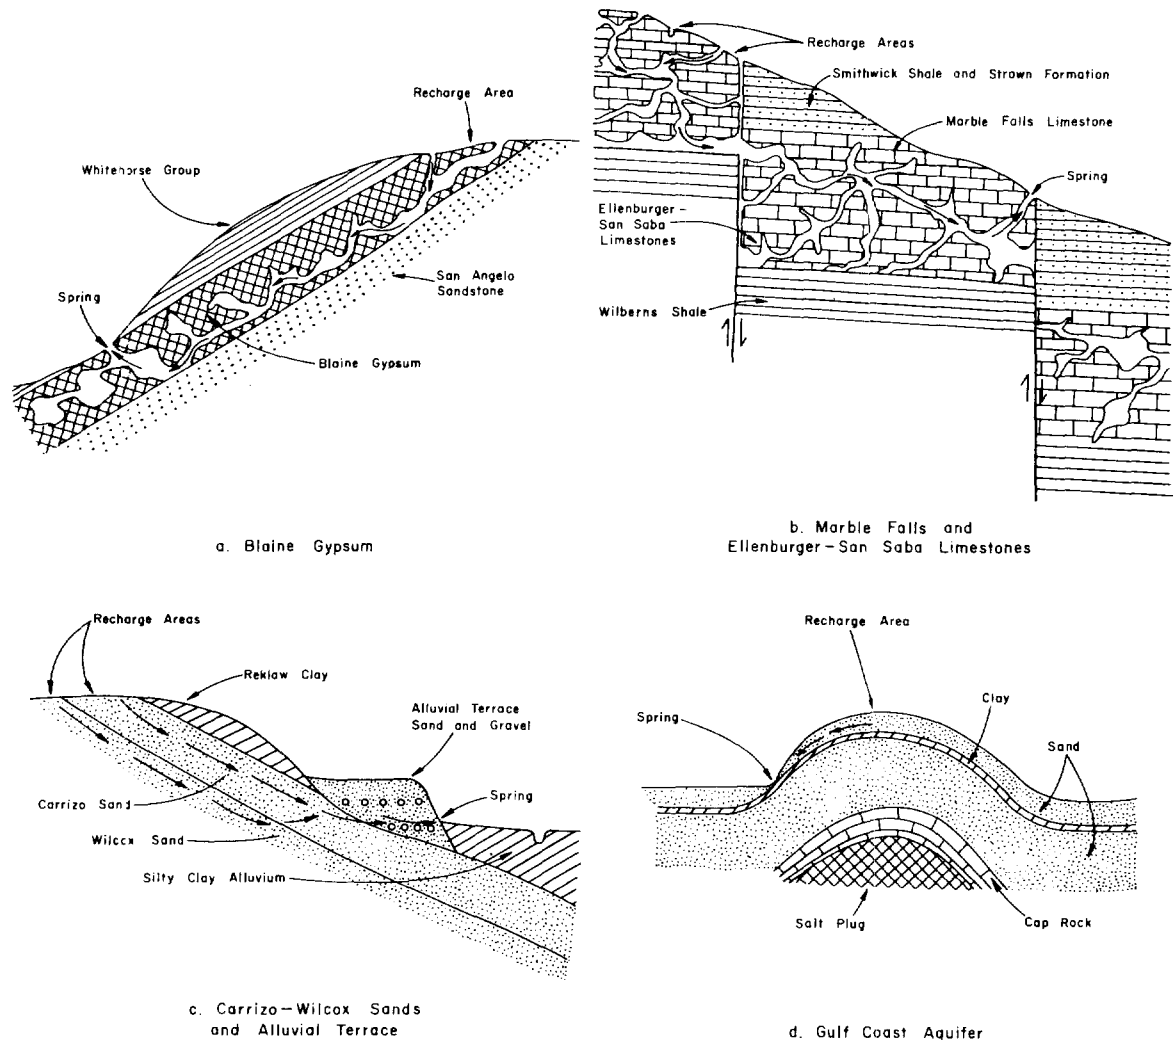 Recharge Area
Whitehorse Group
San Angelo
Sandstone
Spring
Blaine Gypsum
a. Blaine Gypsum
Recharge Areas
Smithwick Shale and Strown Formation
Marble Falls Limestone
Spring
Ellenburger-
San Saba
Limestones
Wilberns Shale
b. Marble Falls and
Ellenburger-San Saba Limestones
Recharge Areas
Reklaw Clay
Alluvial Terrace
Sand and Gravel
Spring
Carrizo Sand
Wilcox Sand
Silty Clay Alluvium
c. Carrizo-Wilcox Sands
and Alluvial Terrace
Recharge Area
Clay
Spring
Sand
Salt Plug
Cap Rock
d. Gulf Coast Aquifer